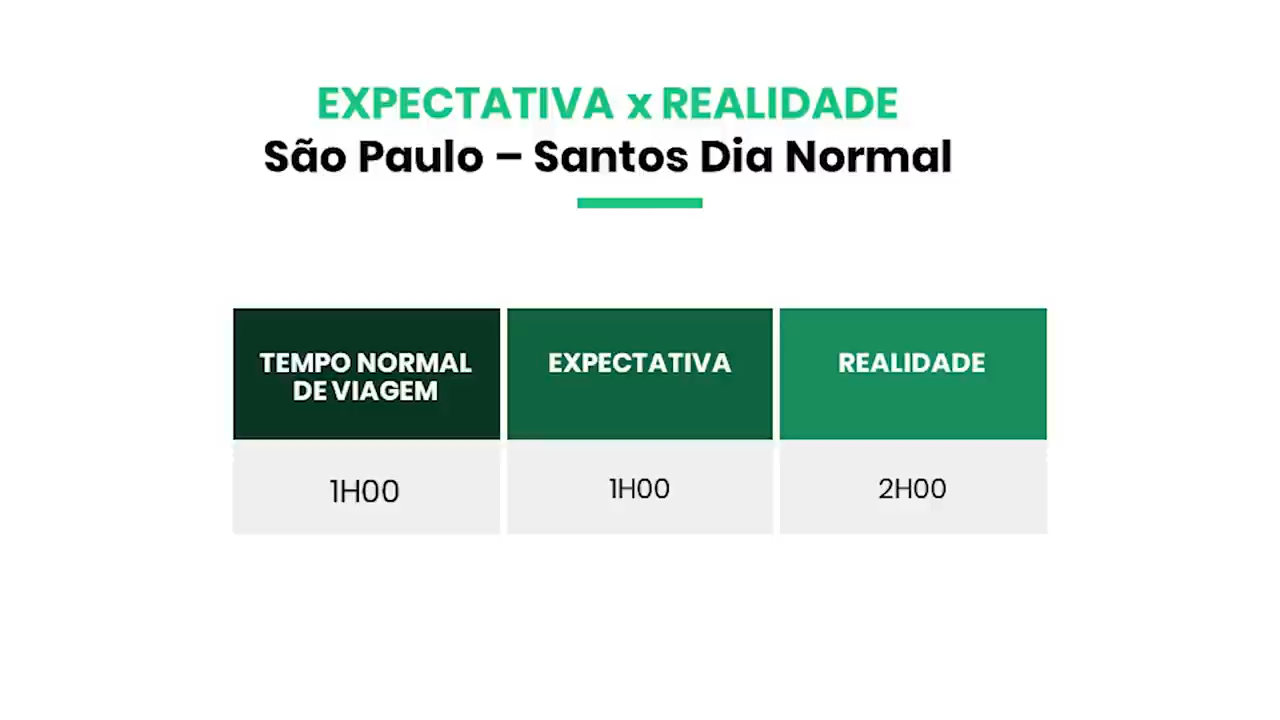 EXPECTATIVA x REALIDADE
São Paulo – Santos Dia Normal
TEMPO NORMAL
DE VIAGEM
EXPECTATIVA
REALIDADE
1H00
1H00
2H00